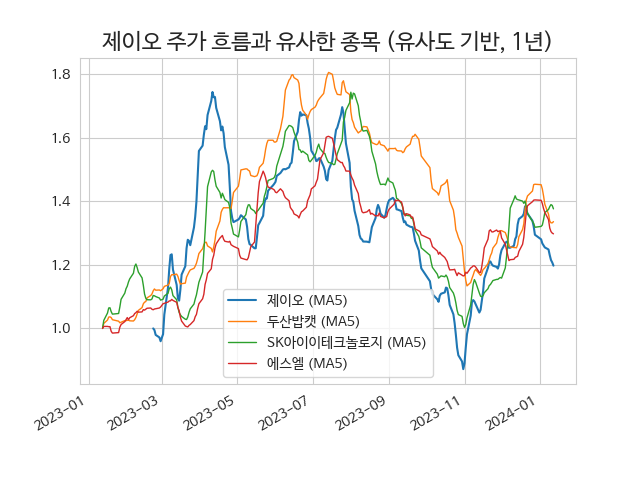 제이오 주가 흐름과 유사한 종목 (유사도 기반, 1년)
1.8
1.6
1.4
1.2
1.0
제이오 (MA5)
두산밥캣 (MA5)
SK아이이테크놀로지 (MA5)
에스엘 (MA5)
2023-01
2023-03
2023-05
2023-07
2023-09
2023-11
2024-01